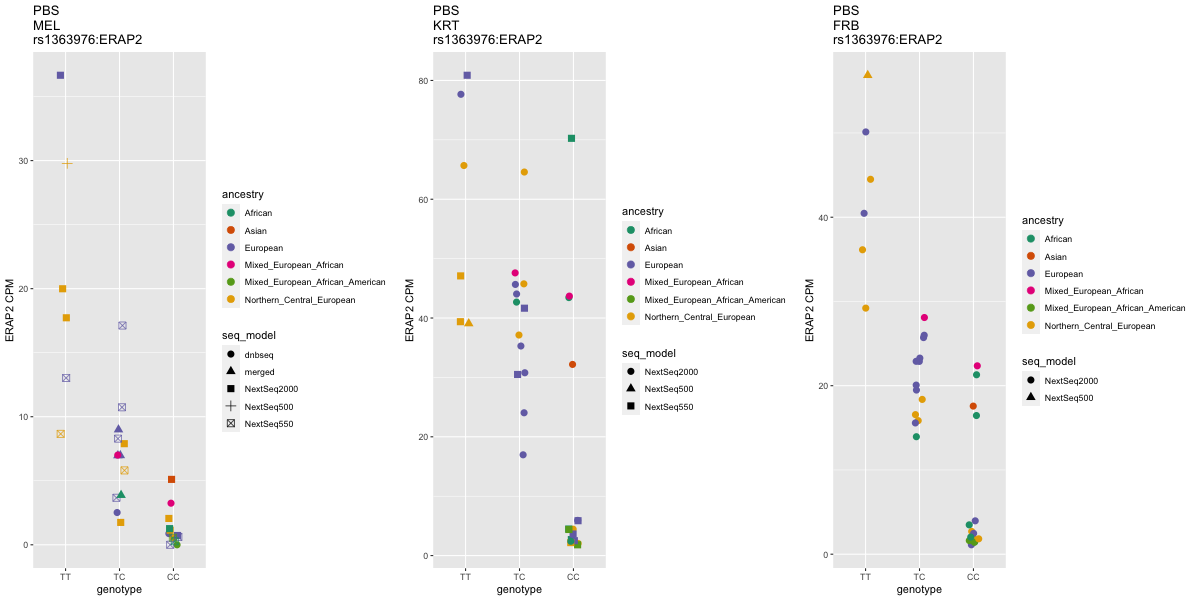 PBS
MEL
rs1363976:ERAP2
ERAP2 CPM
30
20
10
0
TT
TC
CC
genotype
ancestry
African
Asian
European
Mixed_European_African
Mixed_European_African_American
Northern_Central_European
seq_model
dnbseq
merged
NextSeq2000
NextSeq500
NextSeq550
PBS
KRT
rs1363976:ERAP2
ERAP2 CPM
80
60
40
20
0
TT
TC
CC
genotype
ancestry
African
Asian
European
Mixed_European_African
Mixed_European_African_American
Northern_Central_European
seq_model
NextSeq2000
NextSeq500
NextSeq550
PBS
FRB
rs1363976:ERAP2
ERAP2 CPM
40
20
0
TT
TC
CC
genotype
ancestry
African
Asian
European
Mixed_European_African
Mixed_European_African_American
Northern_Central_European
seq_model
NextSeq2000
NextSeq500